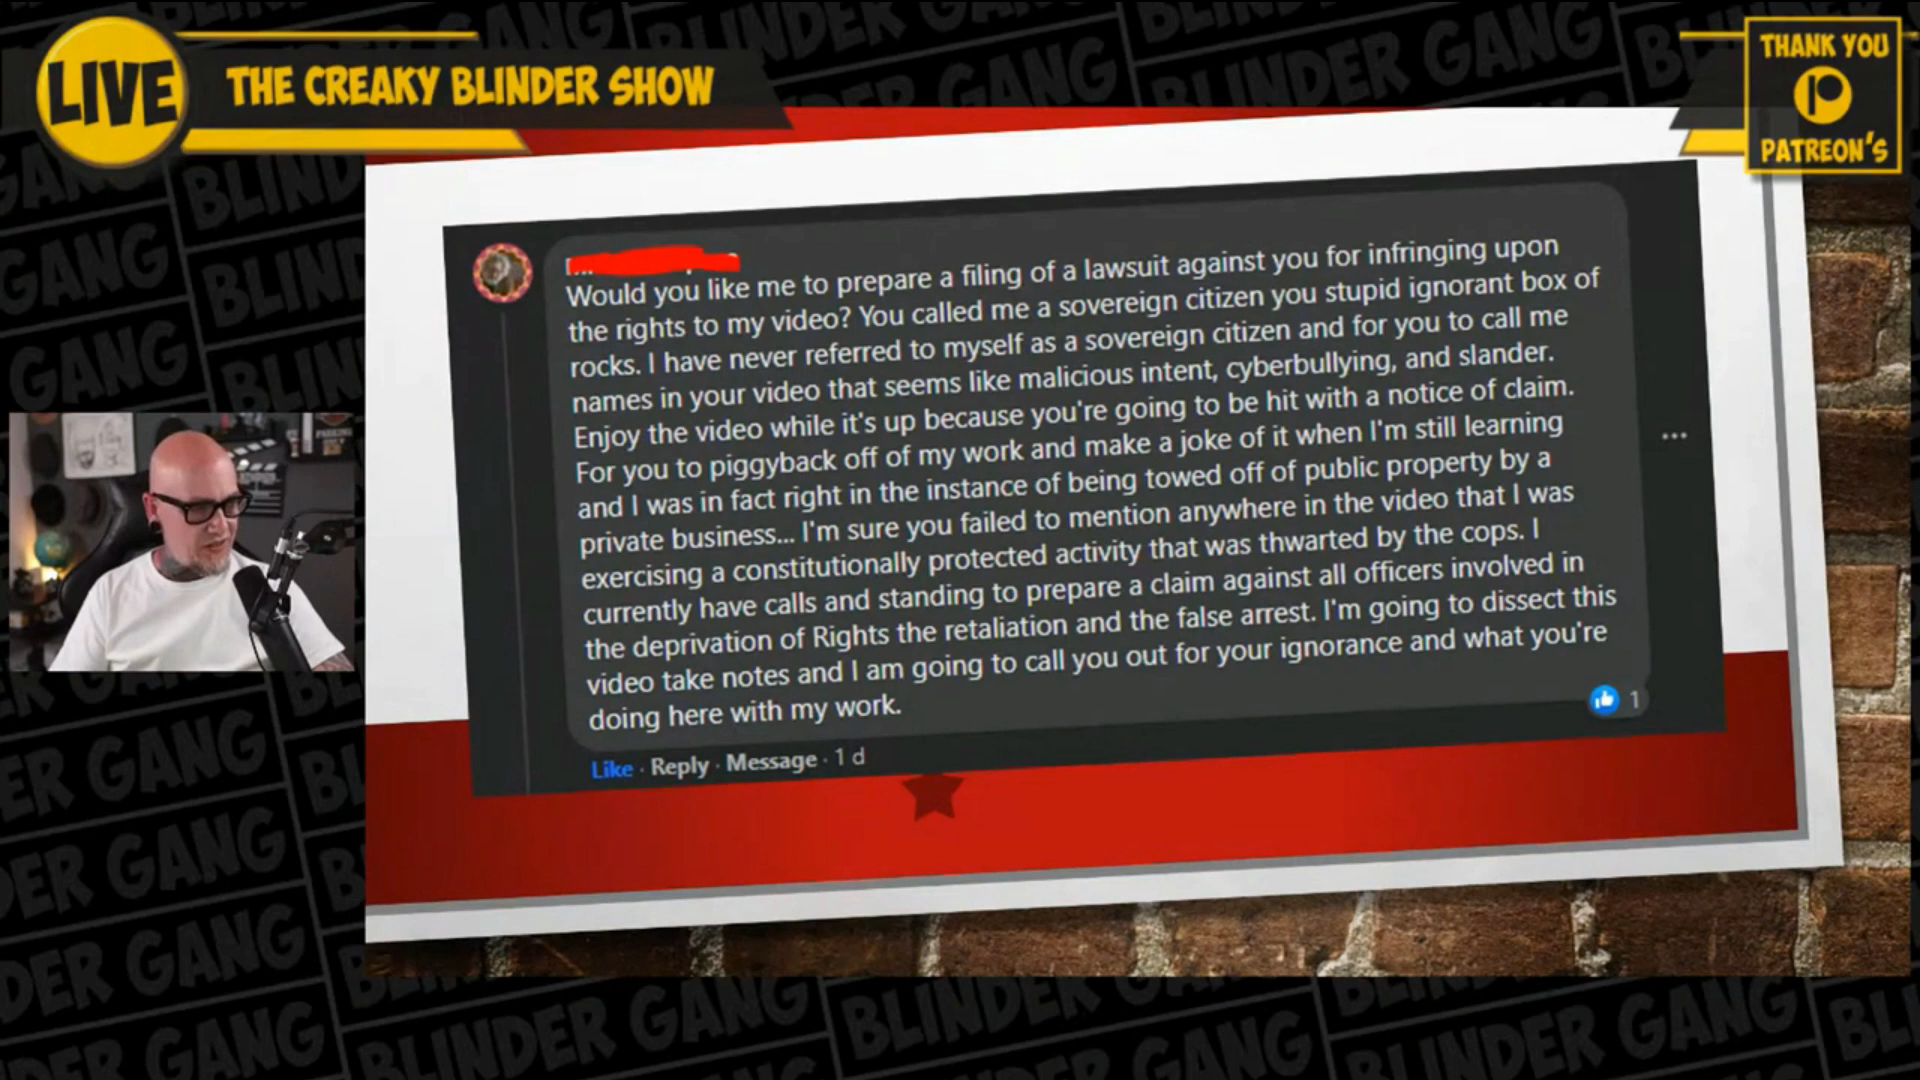 LIVE
THE CREAKY BLINDER SHOW
THANK YOU
PATREON'S
Would you like me to prepare a filing of a lawsuit against you for infringing upon
the rights to my video? You called me a sovereign citizen you stupid ignorant box of
rocks. I have never referred to myself as a sovereign citizen and for you to call me
names in your video that seems like malicious intent, cyberbullying, and slander.
Enjoy the video while it's up because you're going to be hit with a notice of claim.
For you to piggyback off of my work and make a joke of it when I'm still learning
and I was in fact right in the instance of being towed off of public property by a
private business... I'm sure you failed to mention anywhere in the video that I was
exercising a constitutionally protected activity that was thwarted by the cops. I
currently have calls and standing to prepare a claim against all officers involved in
the deprivation of Rights the retaliation and the false arrest. I'm going to dissect this
video take notes and I am going to call you out for your ignorance and what you're
doing here with my work.
1
Like · Reply · Message · 1 d
BLINDER GANG